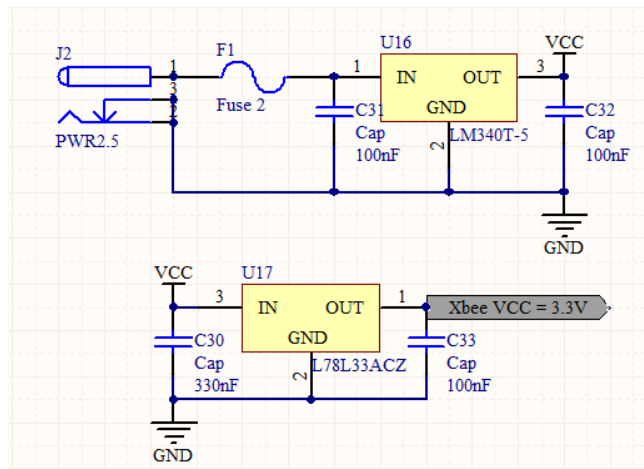 J2
1
3
2
PWR2.5
F1
Fuse 2
U16
1
IN
OUT
3
GND
2
LM340T-5
VCC
C31
Cap
100nF
C32
Cap
100nF
GND
VCC
U17
3
IN
OUT
1
GND
2
L78L33ACZ
Xbee VCC = 3.3V
C30
Cap
330nF
C33
Cap
100nF
GND